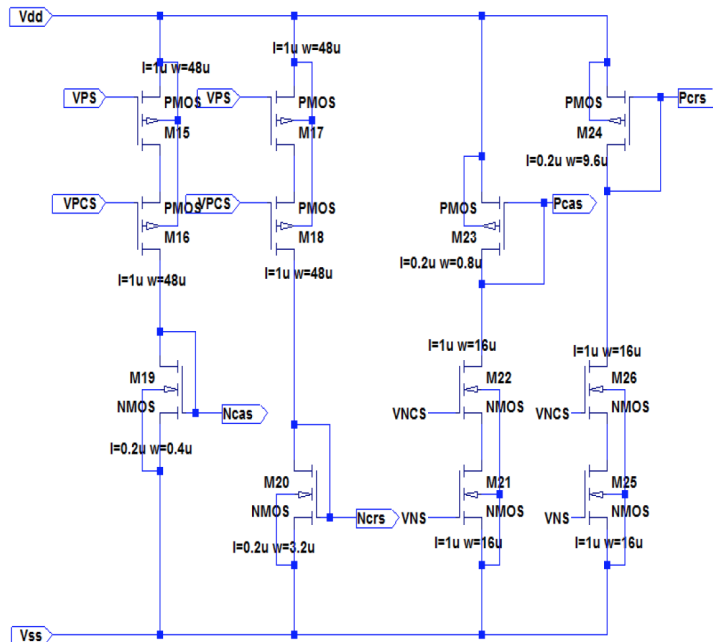 Vdd
l=1u w=48u
l=1u w=48u
VPS
PMOS
M15
VPS
PMOS
M17
PMOS
M24
Pcrs
l=0.2u w=9.6u
VPCS
PMOS
M16
VPCS
PMOS
M18
PMOS
M23
Pcas
l=0.2u w=0.8u
l=1u w=48u
l=1u w=48u
l=1u w=16u
l=1u w=16u
M19
NMOS
Ncas
l=0.2u w=0.4u
M22
VNCS
NMOS
M26
VNCS
NMOS
M20
NMOS
Ncrs
l=0.2u w=3.2u
M21
VNS
NMOS
l=1u w=16u
M25
VNS
NMOS
l=1u w=16u
Vss